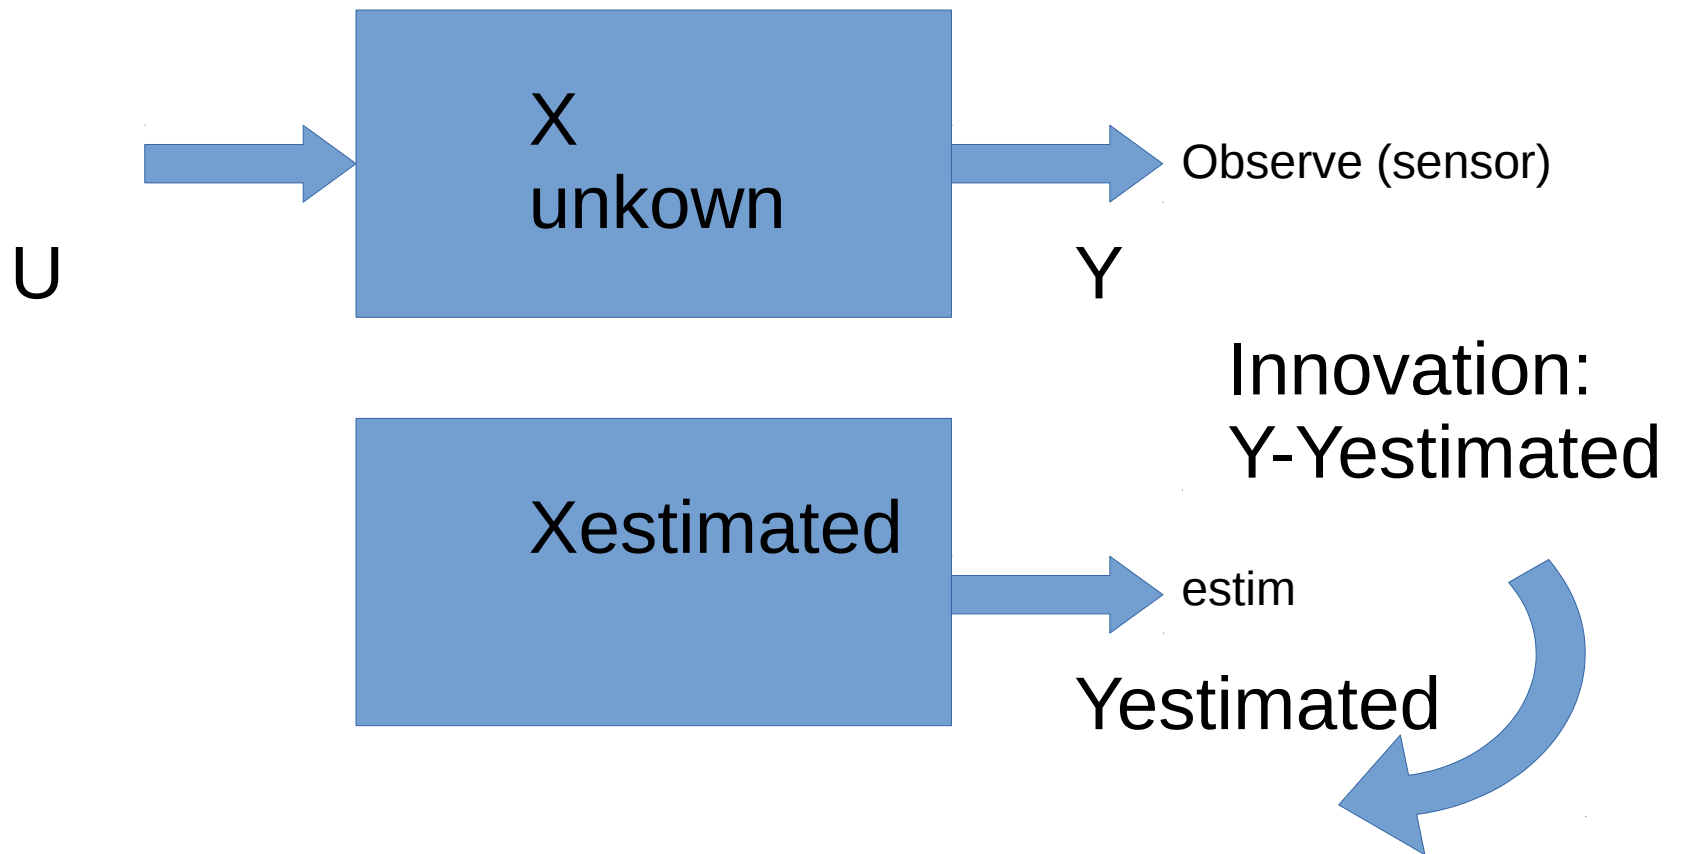 X
unkown
Observe (sensor)
U
Y
Innovation:
Y-Yestimated
Xestimated
estim
Yestimated